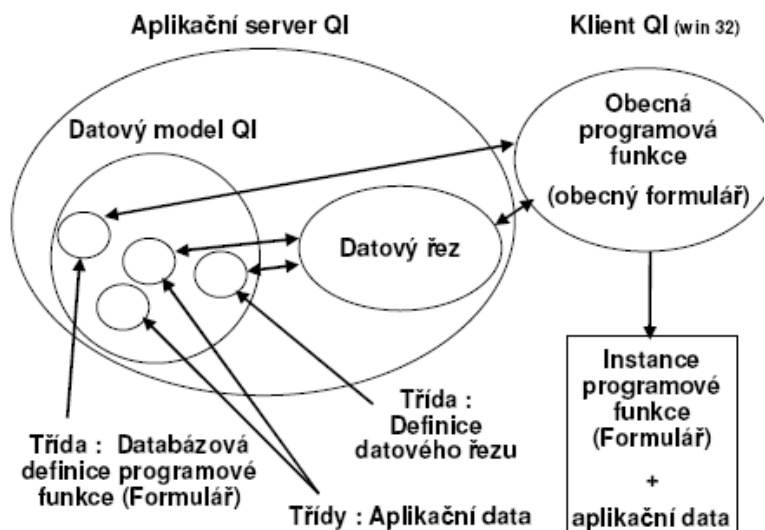 Aplikační server QI
Klient QI (win 32)
Datový model QI
Obecná
programová
funkce
(obecný formulář)
Datový řez
Instance
programové
funkce
(Formulář)
+
aplikační data
Třída :
Definice
datového řezu
Třída : Databázová
definice programové
funkce (Formulář)
Třídy : Aplikační data